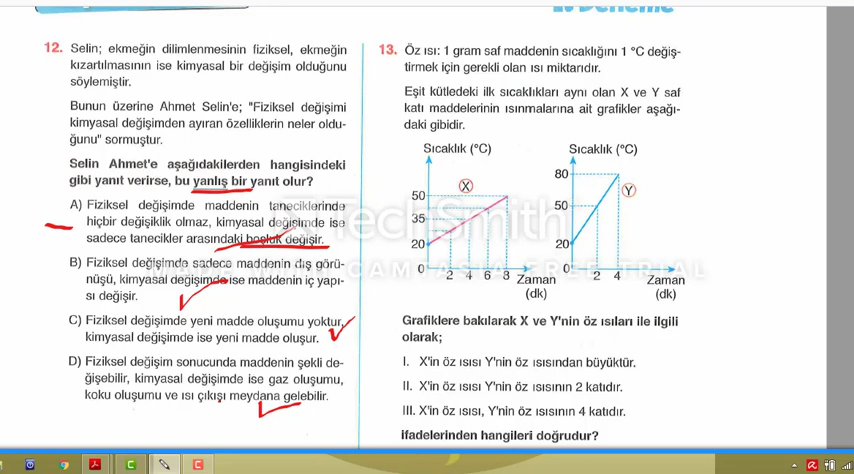 12. Selin; ekmeğin dilimlenmesinin fiziksel, ekmeğin
kızartılmasının ise kimyasal bir değişim olduğunu
söylemiştir.
Bunun üzerine Ahmet Selin'e; "Fiziksel değişimi
kimyasal değişimden ayıran özelliklerin neler oldu-
ğunu" sormuştur.
Selin Ahmet'e aşağıdakilerden hangisindeki
gibi yanıt verirse, bu yanlış bir yanıt olur?
A) Fiziksel değişimde maddenin taneciklerinde
hiçbir değişiklik olmaz, kimyasal değişimde ise
sadece tanecikler arasındaki boşluk değişir.
B) Fiziksel değişimde sadece maddenin dış görü-
nüşü, kimyasal değişimde ise maddenin iç yapı-
sı değişir.
C) Fiziksel değişimde yeni madde oluşumu yoktur,
kimyasal değişimde ise yeni madde oluşur.
D) Fiziksel değişim sonucunda maddenin şekli de-
ğişebilir, kimyasal değişimde ise gaz oluşumu,
koku oluşumu ve ısı çıkışı meydana gelebilir.
Deneme
13. Öz ısı: 1 gram saf maddenin sıcaklığını 1 °C değiş-
tirmek için gerekli olan ısı miktarıdır.
Eşit kütledeki ilk sıcaklıkları aynı olan X ve Y saf
katı maddelerinin ısınmalarına ait grafikler aşağı-
daki gibidir.
Sıcaklık (°C)
X
50
35
20
0
2 4 6 8
Zaman
(dk)
Sıcaklık (°C)
80
Y
50
20
0
2 4
Zaman
(dk)
TechSmith
MADE WITH CAMTASIA FREE TRIAL
Grafiklere bakılarak X ve Y'nin öz ısıları ile ilgili
olarak;
I. X'in öz ısısı Y'nin öz ısısından büyüktür.
II. X'in öz ısısı Y'nin öz ısısının 2 katıdır.
III. X'in öz ısısı, Y'nin öz ısısının 4 katıdır.
ifadelerinden hangileri doğrudur?